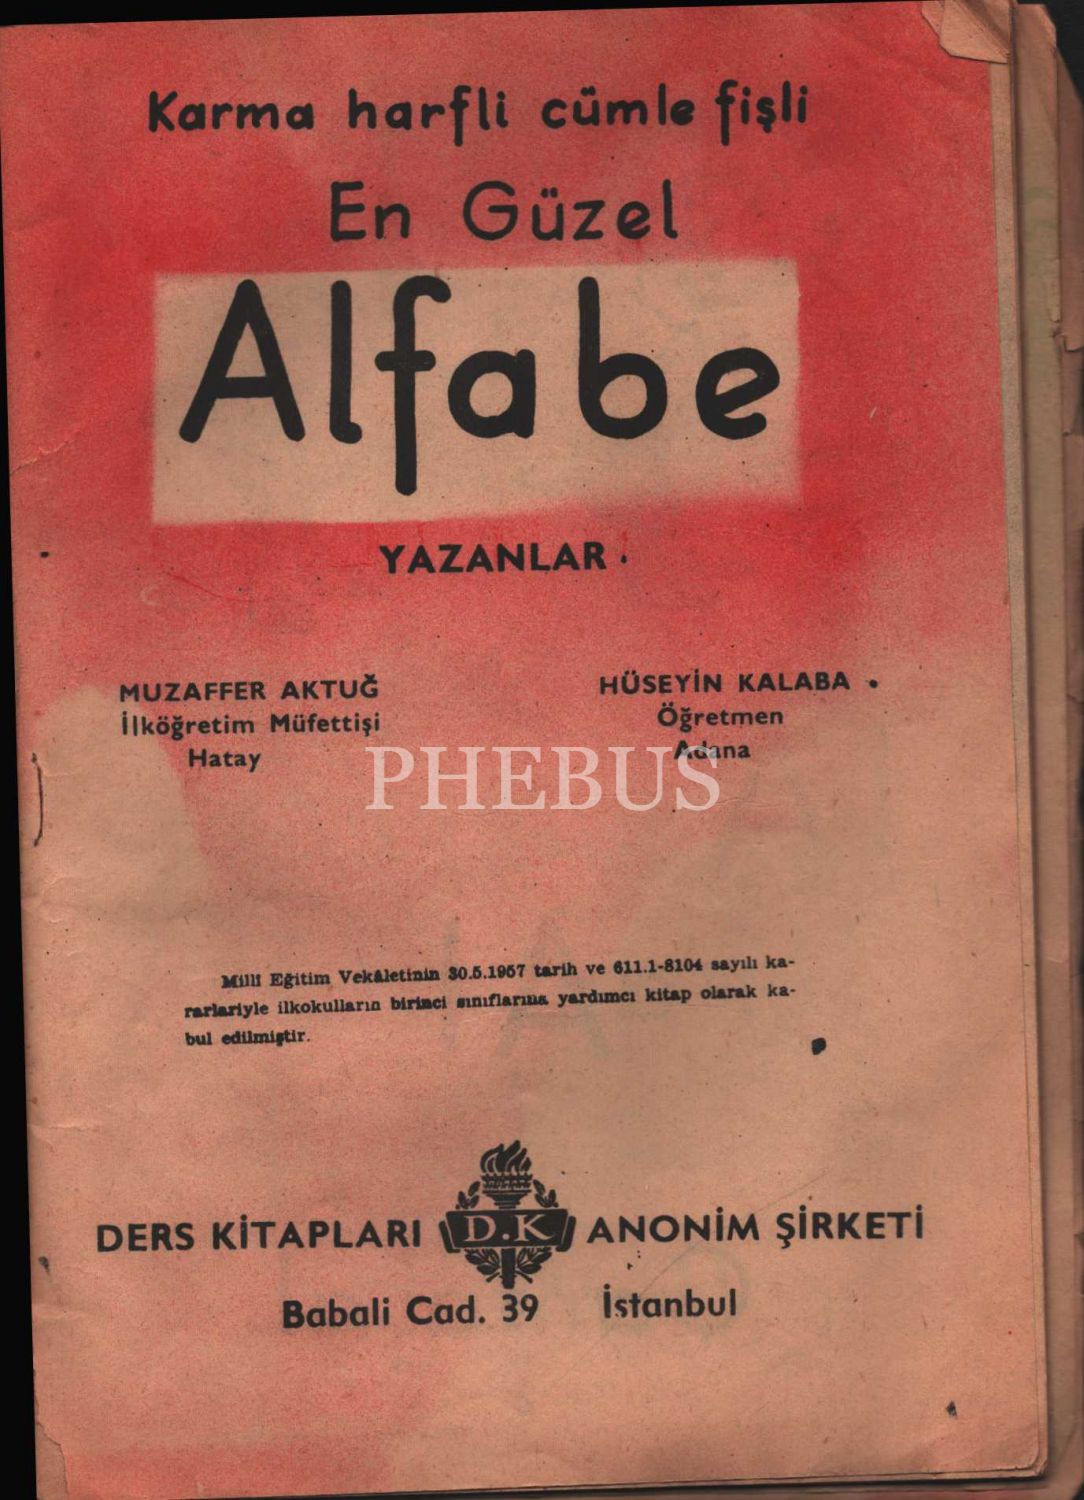 Karma harfli cümle fişli
En Güzel
Alfabe
YAZANLAR
MUZAFFER AKTUĞ
İlköğretim Müfettişi
Hatay
HÜSEYİN KALABA
Öğretmen
Adana
PHEBUS
Millî Eğitim Vekâletinin 30.5.1957 tarih ve 611.1-8104 sayılı ka-
rarlariyle ilkokulların birinci sınıflarına yardımcı kitap olarak ka-
bul edilmiştir.
DERS KİTAPLARI D.K ANONİM ŞİRKETİ
Babali Cad. 39 İstanbul